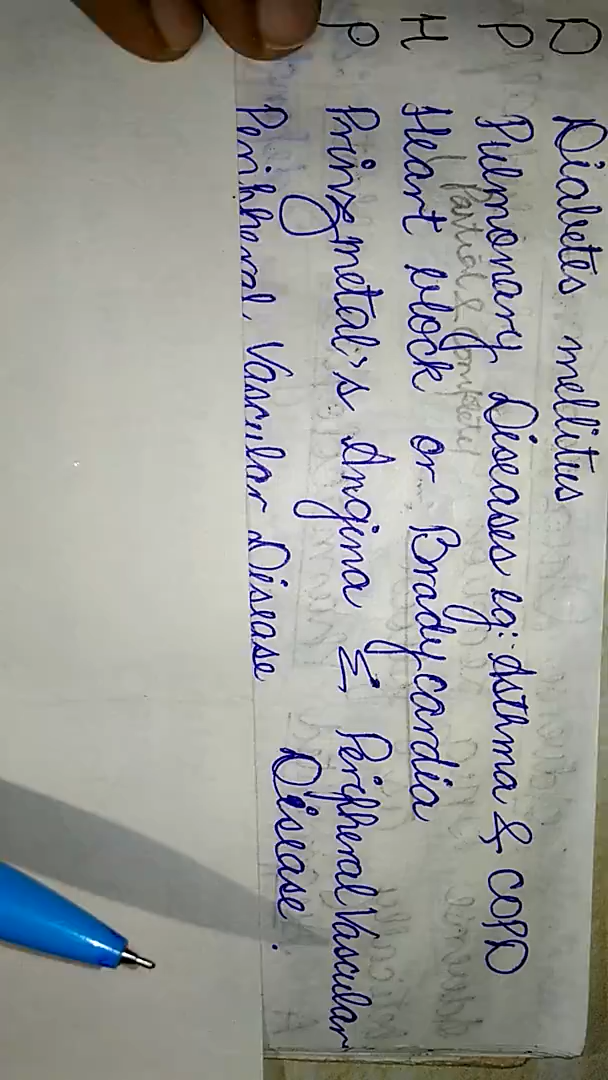 D Diabetes mellitus
P Pulmonary Diseases eg: Asthma & COPD
Partial & Complete
H Heart block or Bradycardia
P Prinzmetal's Angina & Peripheral Vascular
Disease.
Peripheral Vascular Disease